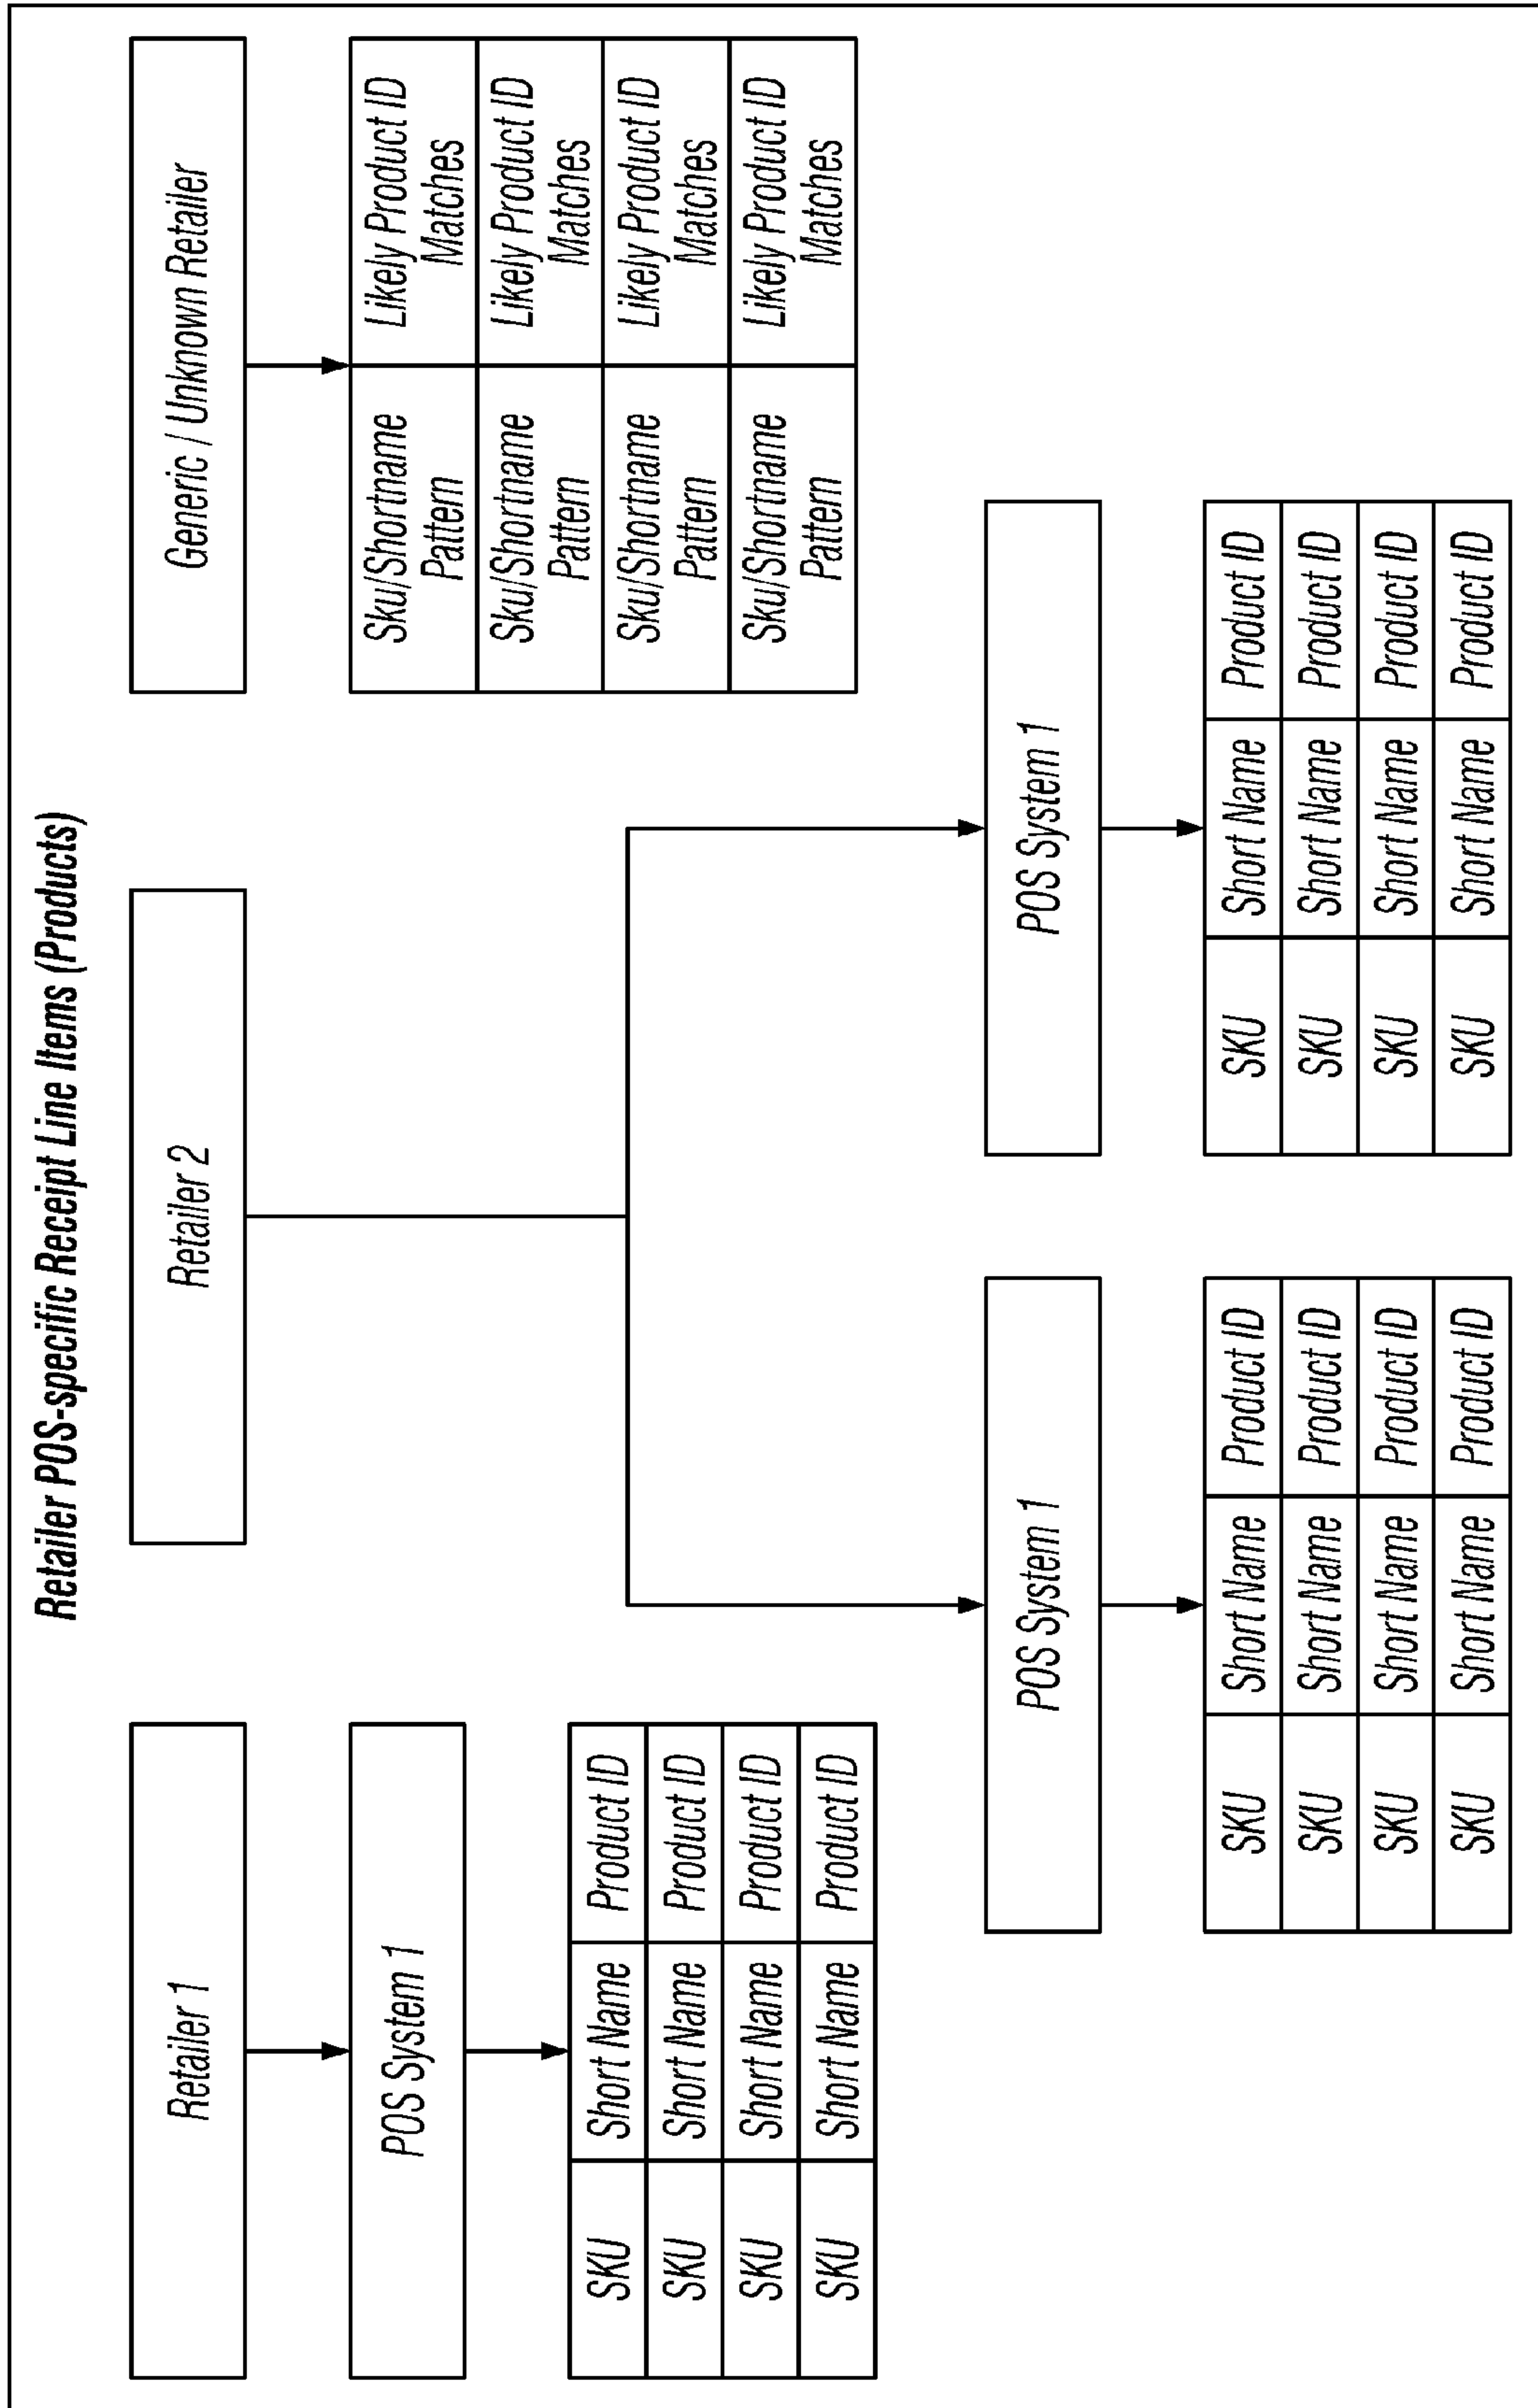 Retailer POS-specific Receipt Line Items (Products)
Retailer 1
Retailer 2
Generic / Unknown Retailer
POS System 1
SKU Short Name Product ID
SKU Short Name Product ID
SKU Short Name Product ID
SKU Short Name Product ID
POS System 1
SKU Short Name Product ID
SKU Short Name Product ID
SKU Short Name Product ID
SKU Short Name Product ID
POS System 1
SKU Short Name Product ID
SKU Short Name Product ID
SKU Short Name Product ID
SKU Short Name Product ID
Sku/Shortname Likely Product ID
Pattern Matches
Sku/Shortname Likely Product ID
Pattern Matches
Sku/Shortname Likely Product ID
Pattern Matches
Sku/Shortname Likely Product ID
Pattern Matches